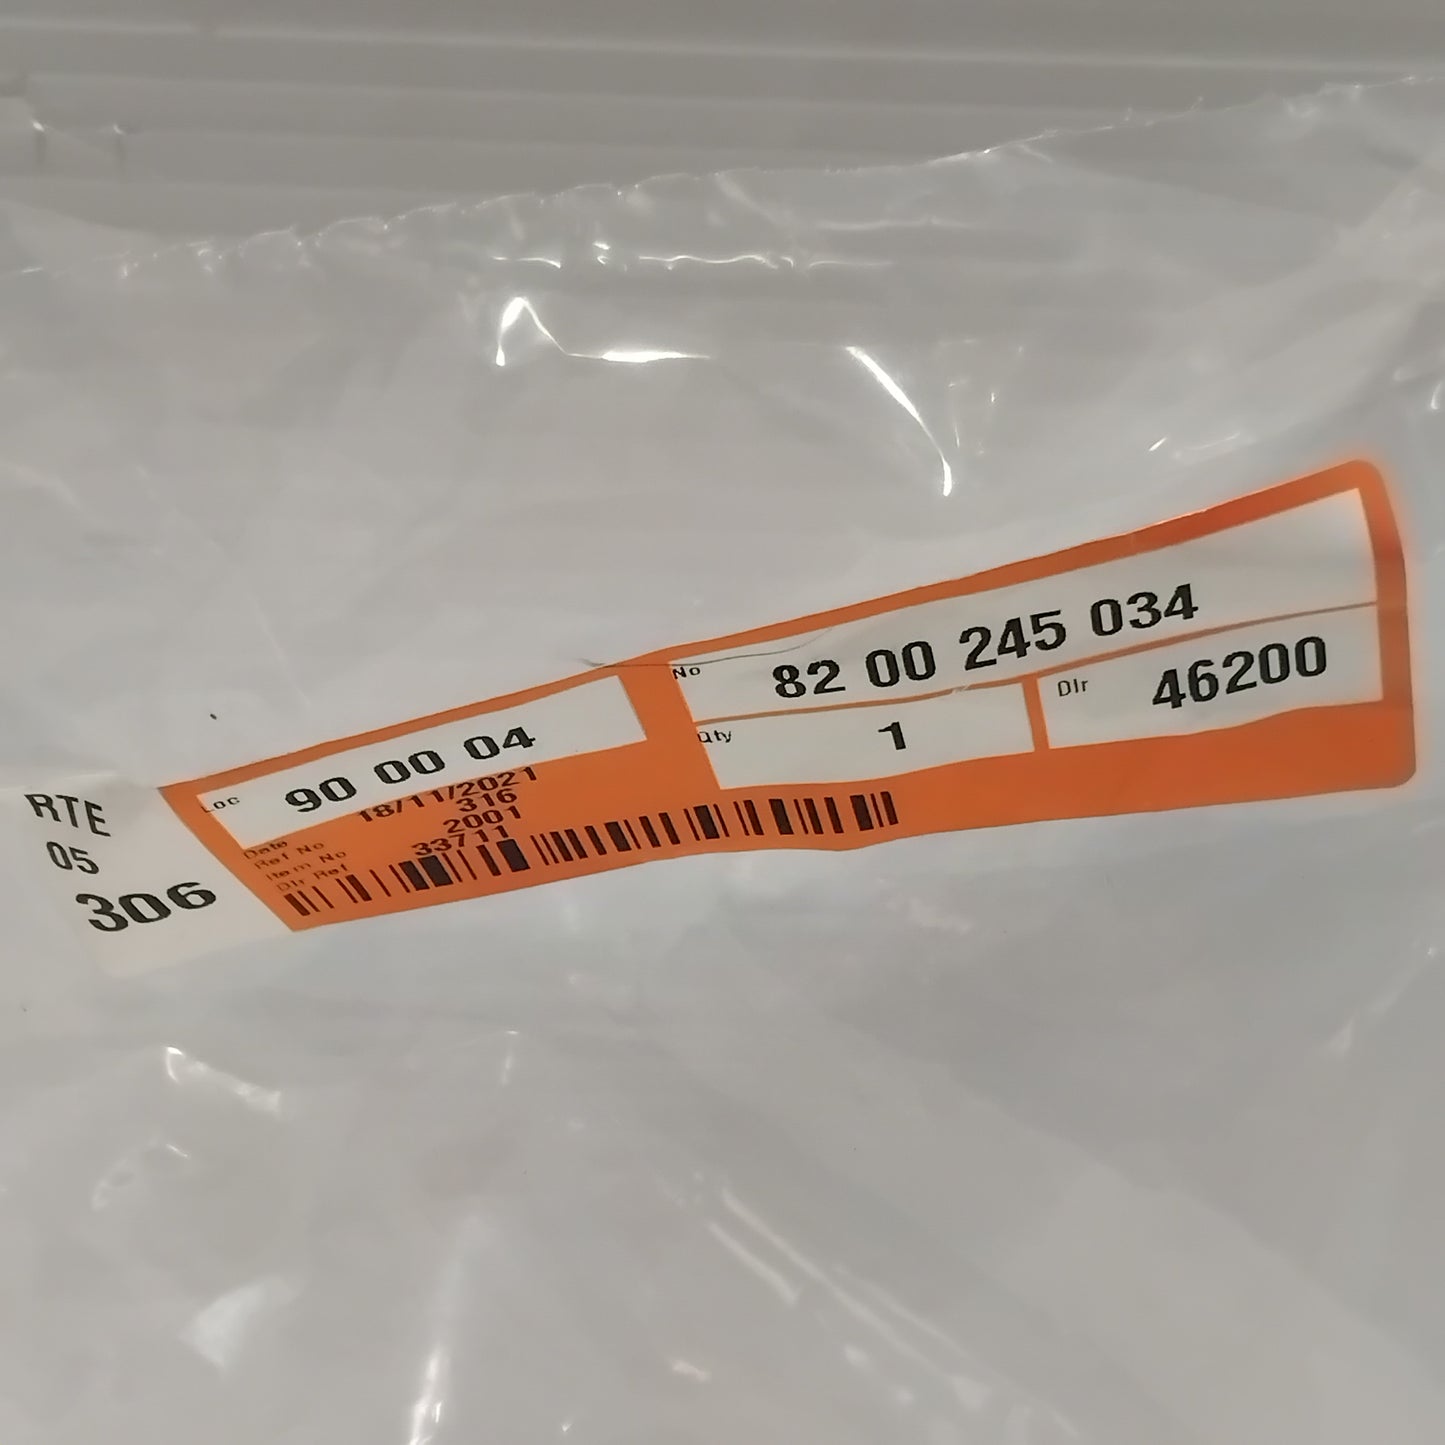 RTE
05
306
Loc 90 00 04
Date 18/11/2021
Ref No 316
Item No 2001
Dlr Ref 33711
No 82 00 245 034
Qty 1
Dlr 46200